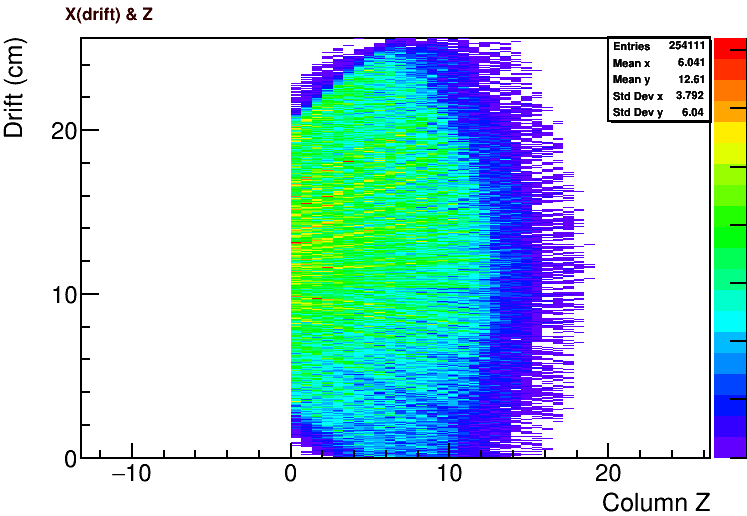 X(drift) & Z
Drift (cm)
Entries 254111
Mean x 6.041
Mean y 12.61
Std Dev x 3.792
Std Dev y 6.04
20
10
0
−10 0 10 20
Column Z